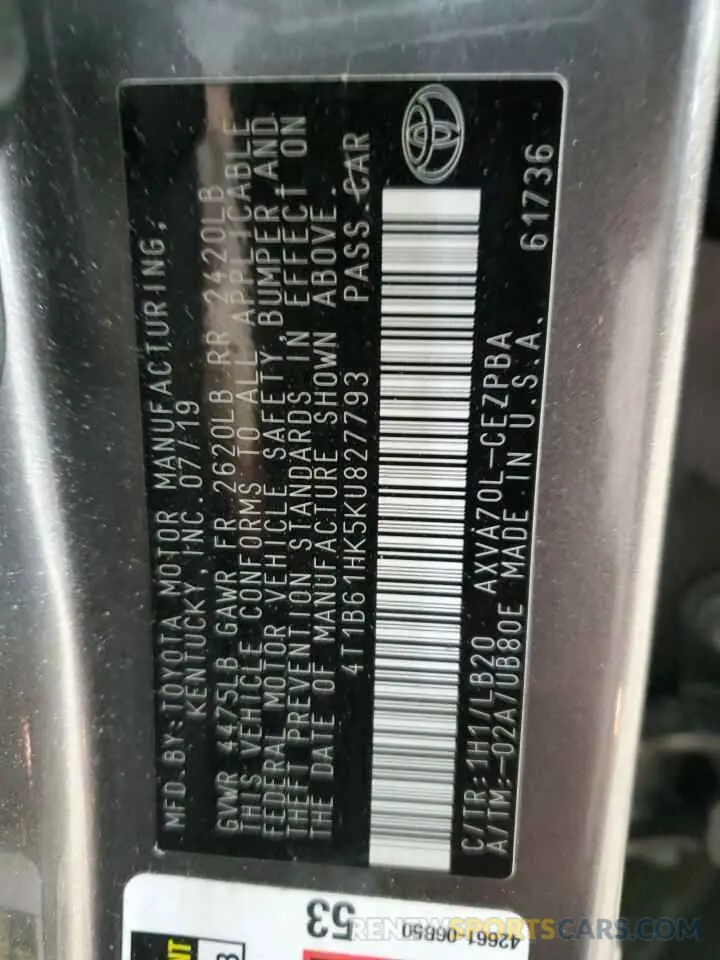 MFD.BY:TOYOTA MOTOR MANUFACTURING,
KENTUCKY,INC.07/19
GVWR 4475LB GAWR FR 2620LB RR 2420LB
THIS VEHICLE CONFORMS TO ALL APPLICABLE
FEDERAL MOTOR VEHICLE SAFETY,BUMPER AND
THEFT PREVENTION STANDARDS IN EFFECT ON
THE DATE OF MANUFACTURE SHOWN ABOVE.
4T1B61HK5KU827793 PASS.CAR
C/TR:1H1/LB20 AXVA70L-CEZPBA
A/TM:-02A/UB80E MADE IN U.S.A. 61736
53
42661-06850
RENEWSPORTSCARS.COM